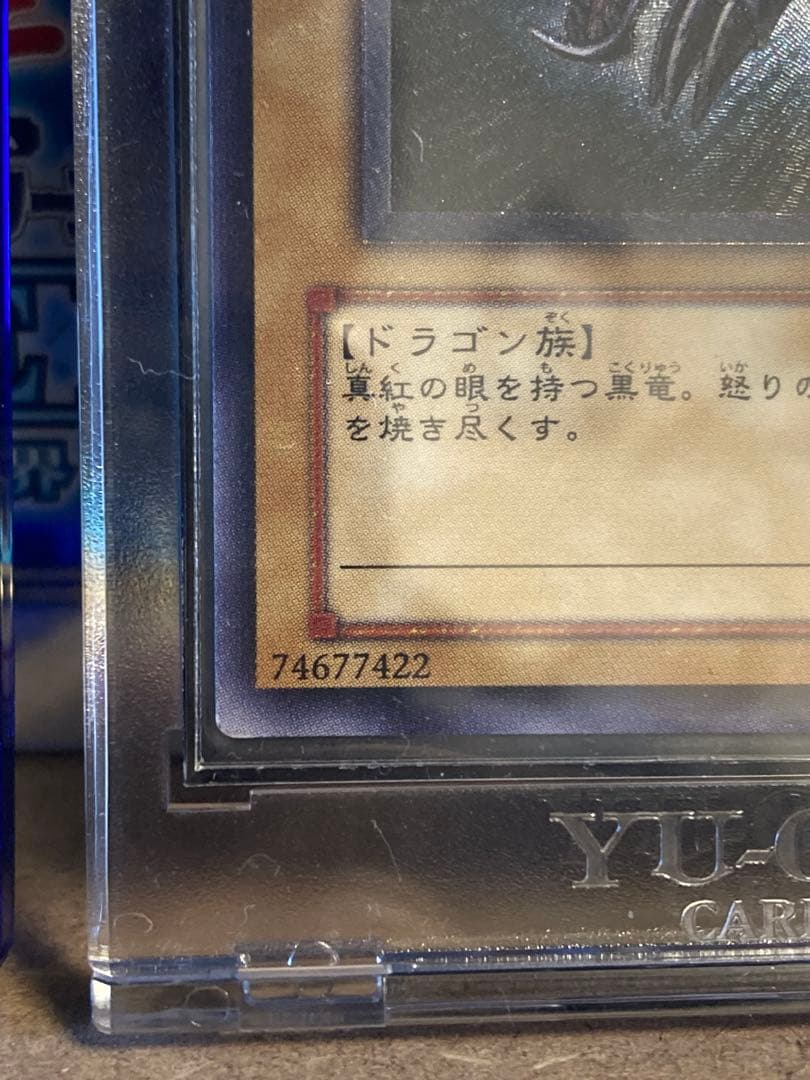 【ドラゴン族】
真紅の眼を持つ黒竜。怒りの
を焼き尽くす。
74677422
YU-G
CAR
界